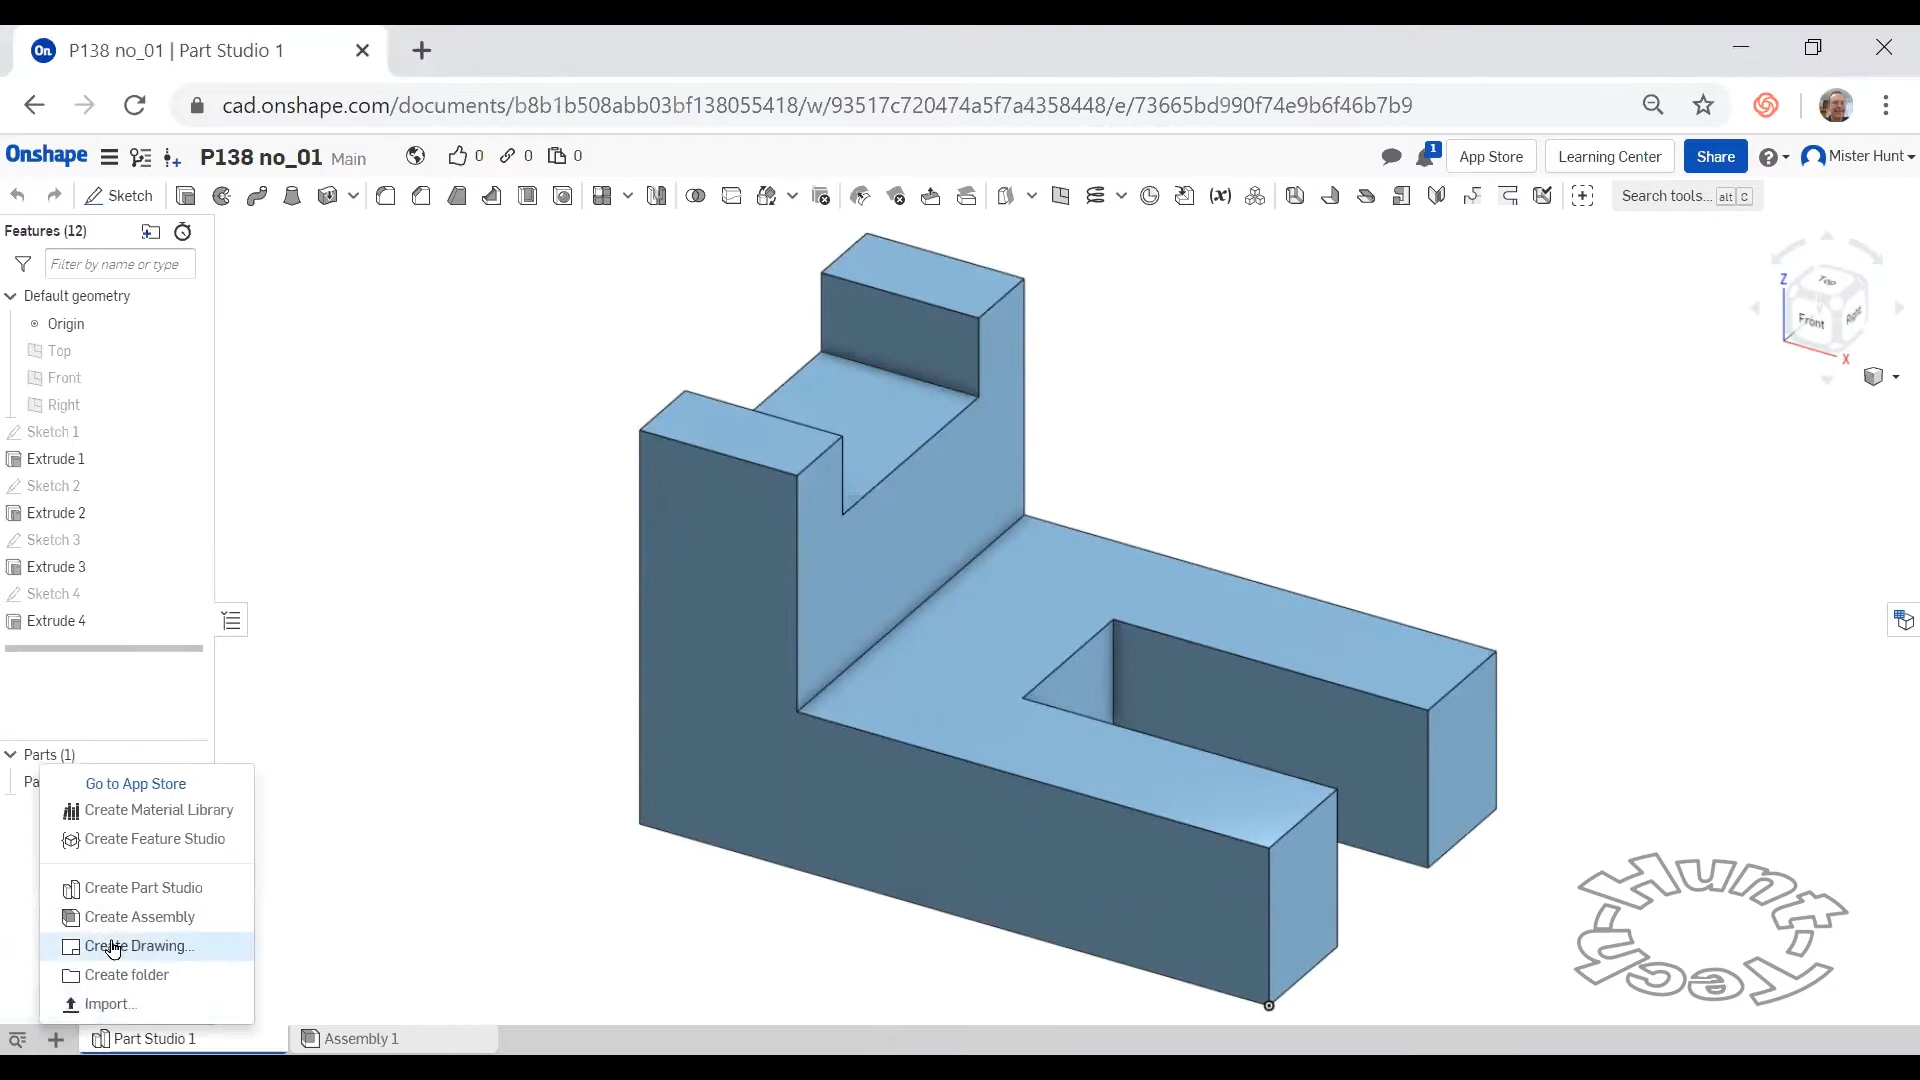 On P138 no_01 | Part Studio 1
cad.onshape.com/documents/b8b1b508abb03bf138055418/w/93517c720474a5f7a4358448/e/73665bd990f74e9b6f46b7b9
Onshape P138 no_01 Main 0 0 0 1 App Store Learning Center Share Mister Hunt
Sketch (x) Search tools... alt c
Features (12)
Filter by name or type
Default geometry
Origin
Top
Front
Right
Sketch 1
Extrude 1
Sketch 2
Extrude 2
Sketch 3
Extrude 3
Sketch 4
Extrude 4
Top
Z
Front Right
X
Parts (1)
Pa
Go to App Store
Create Material Library
Create Feature Studio
Create Part Studio
Create Assembly
Create Drawing...
Create folder
Import...
Hunt
Tech
Part Studio 1 Assembly 1